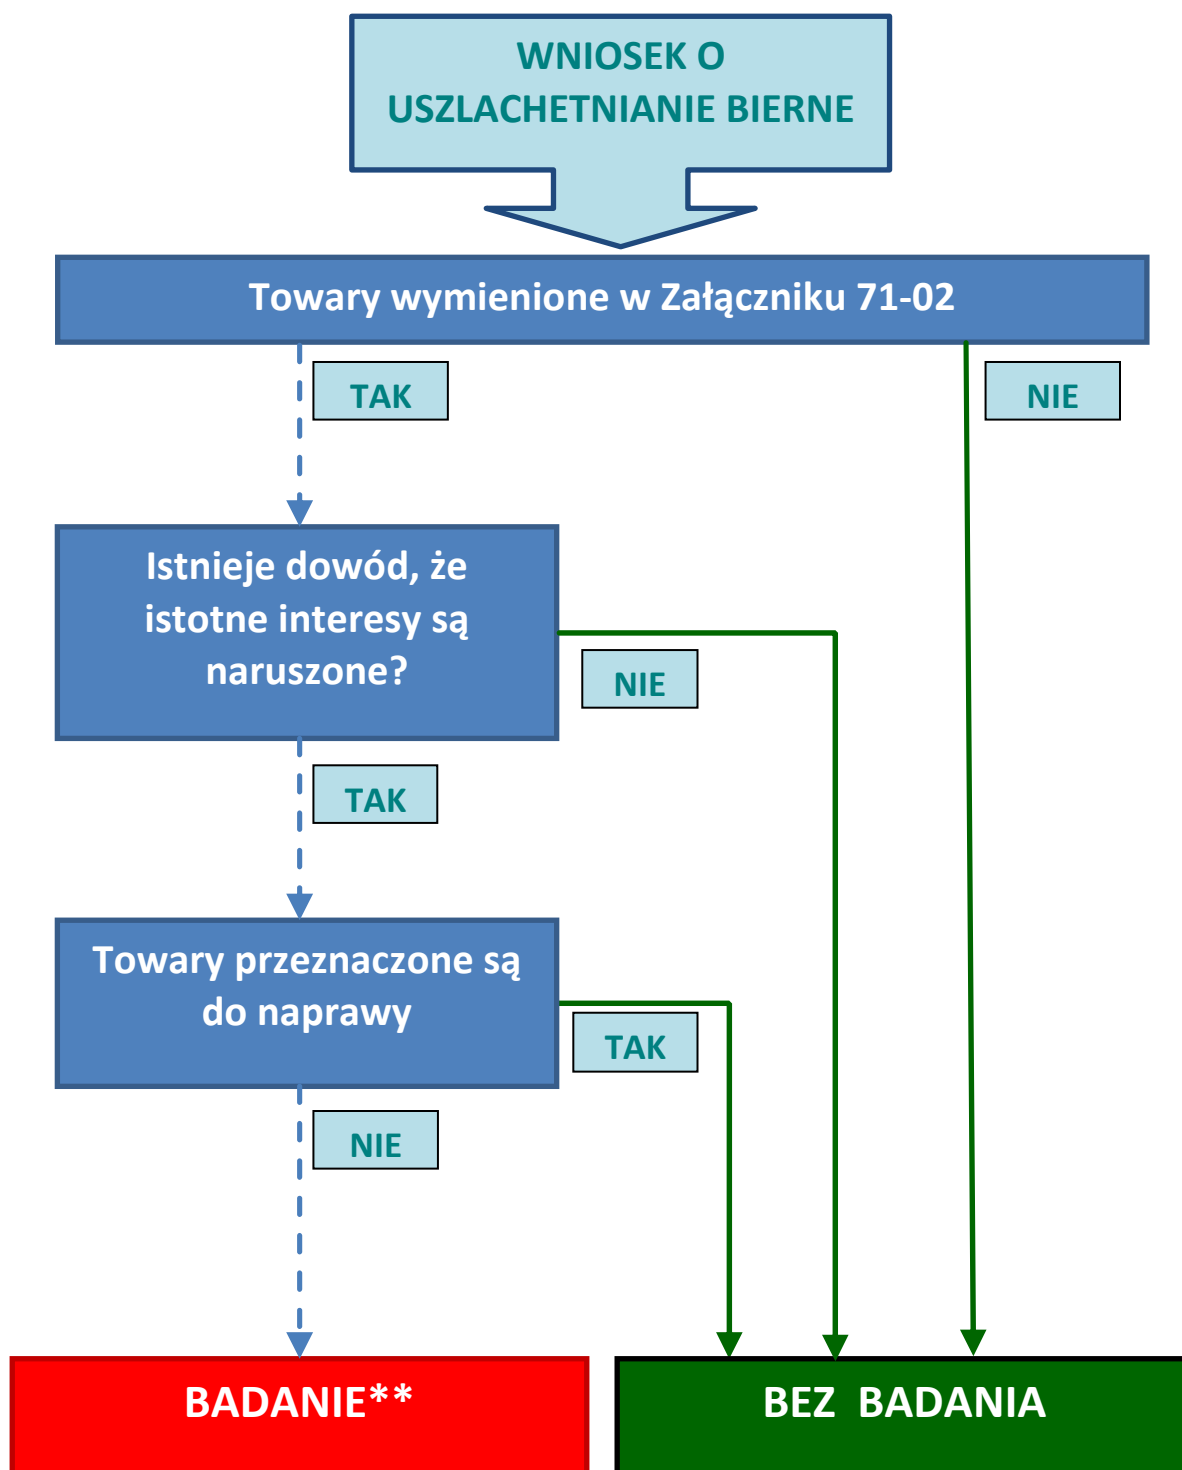 WNIOSEK O
USZLACHETNIANIE BIERNE
Towary wymienione w Załączniku 71-02
TAK
NIE
Istnieje dowód, że
istotne interesy są
naruszone?
NIE
TAK
Towary przeznaczone są
do naprawy
TAK
NIE
BADANIE**
BEZ BADANIA